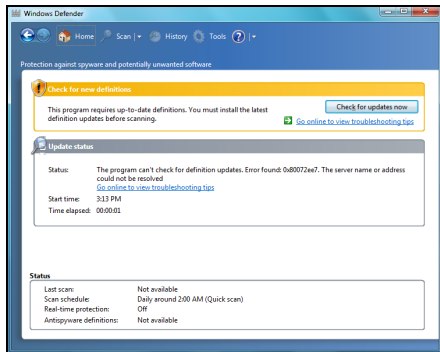 Windows Defender
Home Scan History Tools
Protection against spyware and potentially unwanted software
Check for new definitions
This program requires up-to-date definitions. You must install the latest
definition updates before scanning.
Check for updates now
Go online to view troubleshooting tips
Update status
Status: The program can't check for definition updates. Error found: 0x80072ee7. The server name or address
could not be resolved
Go online to view troubleshooting tips
Start time: 3:13 PM
Time elapsed: 00:00:01
Status
Last scan: Not available
Scan schedule: Daily around 2:00 AM (Quick scan)
Real-time protection: Off
Antispyware definitions: Not available